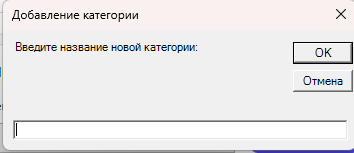 Добавление категории
Введите название новой категории:
OK
Отмена